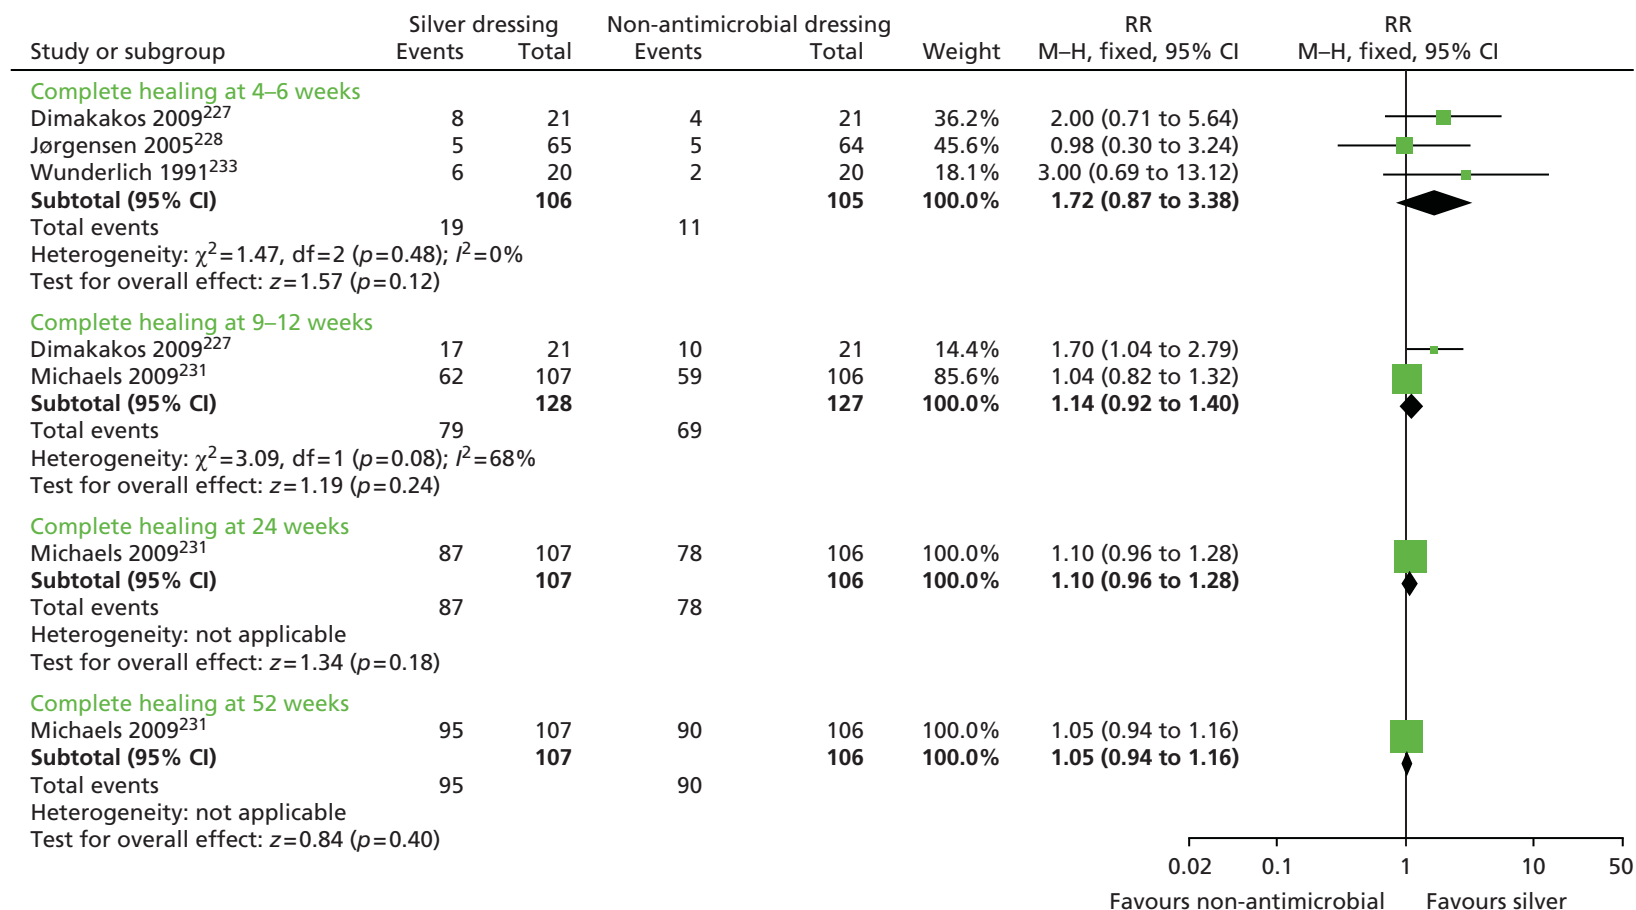 Silver dressing Non-antimicrobial dressing RR RR
Study or subgroup Events Total Events Total Weight M–H, fixed, 95% CI M–H, fixed, 95% CI
Complete healing at 4–6 weeks
Dimakakos 2009²²⁷ 8 21 4 21 36.2% 2.00 (0.71 to 5.64)
Jørgensen 2005²²⁸ 5 65 5 64 45.6% 0.98 (0.30 to 3.24)
Wunderlich 1991²³³ 6 20 2 20 18.1% 3.00 (0.69 to 13.12)
Subtotal (95% CI) 106 105 100.0% 1.72 (0.87 to 3.38)
Total events 19 11
Heterogeneity: χ²=1.47, df=2 (p=0.48); I²=0%
Test for overall effect: z=1.57 (p=0.12)
Complete healing at 9–12 weeks
Dimakakos 2009²²⁷ 17 21 10 21 14.4% 1.70 (1.04 to 2.79)
Michaels 2009²³¹ 62 107 59 106 85.6% 1.04 (0.82 to 1.32)
Subtotal (95% CI) 128 127 100.0% 1.14 (0.92 to 1.40)
Total events 79 69
Heterogeneity: χ²=3.09, df=1 (p=0.08); I²=68%
Test for overall effect: z=1.19 (p=0.24)
Complete healing at 24 weeks
Michaels 2009²³¹ 87 107 78 106 100.0% 1.10 (0.96 to 1.28)
Subtotal (95% CI) 107 106 100.0% 1.10 (0.96 to 1.28)
Total events 87 78
Heterogeneity: not applicable
Test for overall effect: z=1.34 (p=0.18)
Complete healing at 52 weeks
Michaels 2009²³¹ 95 107 90 106 100.0% 1.05 (0.94 to 1.16)
Subtotal (95% CI) 107 106 100.0% 1.05 (0.94 to 1.16)
Total events 95 90
Heterogeneity: not applicable
Test for overall effect: z=0.84 (p=0.40)
0.02 0.1 1 10 50
Favours non-antimicrobial Favours silver